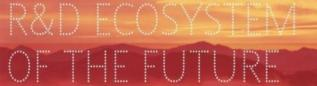 R&D ECOSYSTEM
OF THE FUTURE